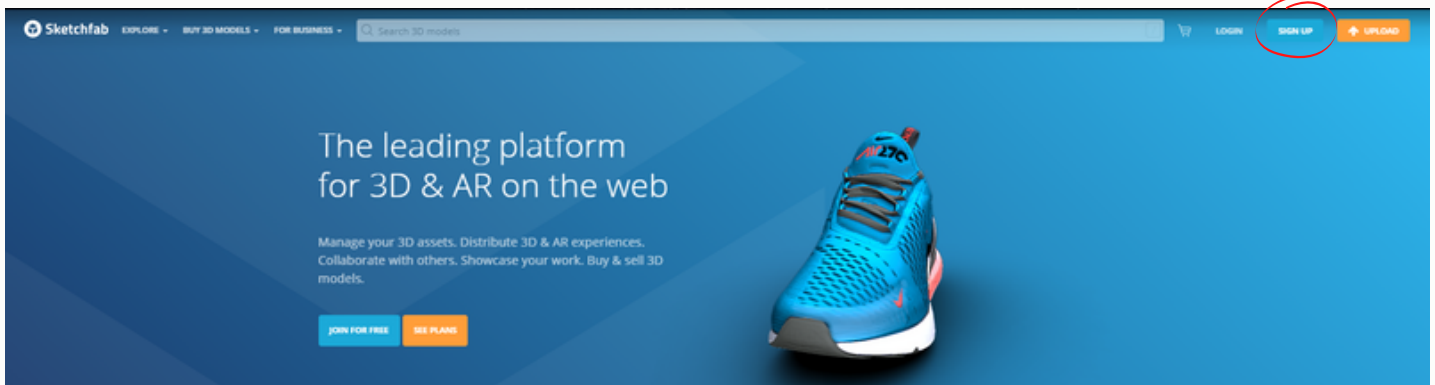 Sketchfab EXPLORE BUY 3D MODELS FOR BUSINESS Search 3D models LOGIN SIGN UP UPLOAD
The leading platform
for 3D & AR on the web
AIR270
Manage your 3D assets. Distribute 3D & AR experiences.
Collaborate with others. Showcase your work. Buy & sell 3D
models.
JOIN FOR FREE SEE PLANS